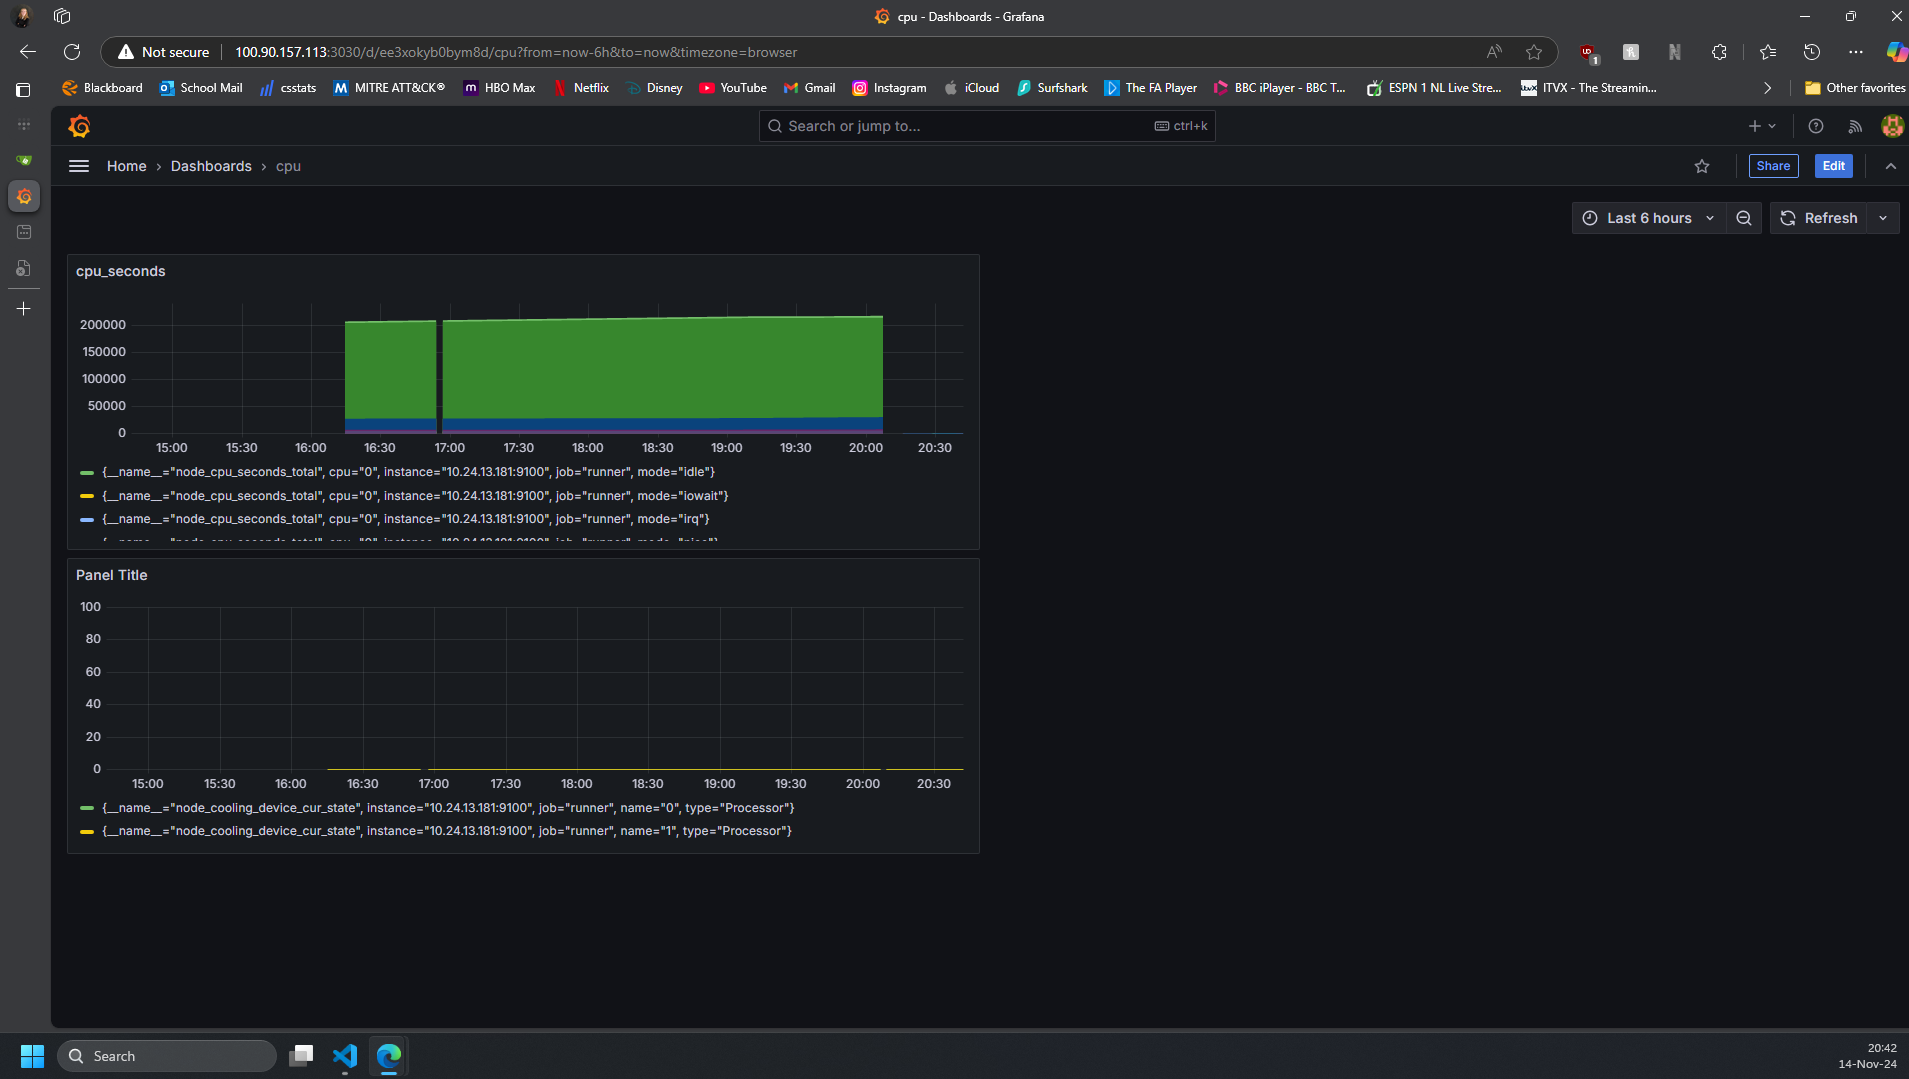 cpu - Dashboards - Grafana
Not secure 100.90.157.113:3030/d/ee3xokyb0bym8d/cpu?from=now-6h&to=now&timezone=browser
1
Blackboard School Mail csstats MITRE ATT&CK® HBO Max Netflix Disney YouTube Gmail Instagram iCloud Surfshark The FA Player BBC iPlayer - BBC T... ESPN 1 NL Live Stre... ITVX - The Streamin... Other favorites
Search or jump to... ctrl+k
Home Dashboards cpu Share Edit
Last 6 hours Refresh
cpu_seconds
200000
150000
100000
50000
0
15:00 15:30 16:00 16:30 17:00 17:30 18:00 18:30 19:00 19:30 20:00 20:30
{__name__="node_cpu_seconds_total", cpu="0", instance="10.24.13.181:9100", job="runner", mode="idle"}
{__name__="node_cpu_seconds_total", cpu="0", instance="10.24.13.181:9100", job="runner", mode="iowait"}
{__name__="node_cpu_seconds_total", cpu="0", instance="10.24.13.181:9100", job="runner", mode="irq"}
Panel Title
100
80
60
40
20
0
15:00 15:30 16:00 16:30 17:00 17:30 18:00 18:30 19:00 19:30 20:00 20:30
{__name__="node_cooling_device_cur_state", instance="10.24.13.181:9100", job="runner", name="0", type="Processor"}
{__name__="node_cooling_device_cur_state", instance="10.24.13.181:9100", job="runner", name="1", type="Processor"}
Search
20:42
14-Nov-24